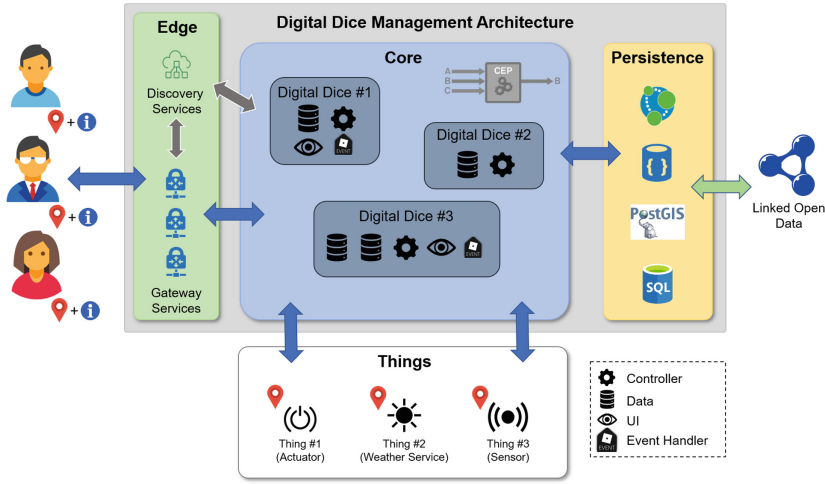 Digital Dice Management Architecture
Edge
Discovery
Services
Gateway
Services
Core
Digital Dice #1
EVENT
A
B
C
CEP
B
Digital Dice #2
Digital Dice #3
EVENT
Persistence
{ }
PostGIS
SQL
Linked Open
Data
+ i
+ i
+ i
Things
Thing #1
(Actuator)
Thing #2
(Weather Service)
Thing #3
(Sensor)
Controller
Data
UI
EVENT
Event Handler